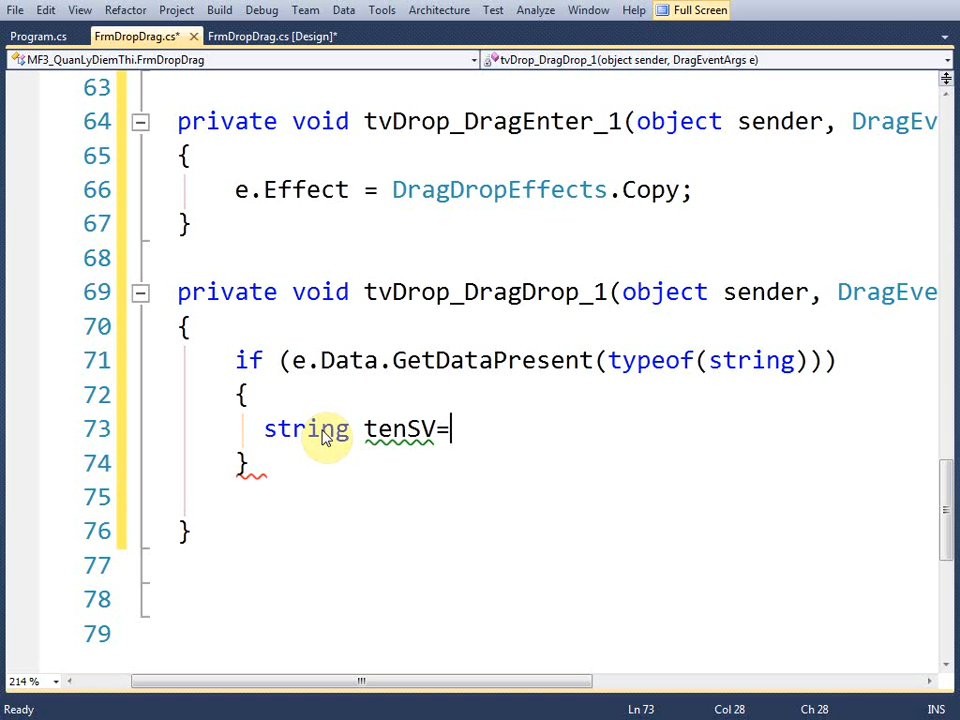 File Edit View Refactor Project Build Debug Team Data Tools Architecture Test Analyze Window Help Full Screen
Program.cs FrmDropDrag.cs* FrmDropDrag.cs [Design]*
MF3_QuanLyDiemThi.FrmDropDrag tvDrop_DragDrop_1(object sender, DragEventArgs e)
63
64 private void tvDrop_DragEnter_1(object sender, DragEv
65 {
66 e.Effect = DragDropEffects.Copy;
67 }
68
69 private void tvDrop_DragDrop_1(object sender, DragEve
70 {
71 if (e.Data.GetDataPresent(typeof(string)))
72 {
73 string tenSV=
74 }
75
76 }
77
78
79
214 %
Ready Ln 73 Col 28 Ch 28 INS